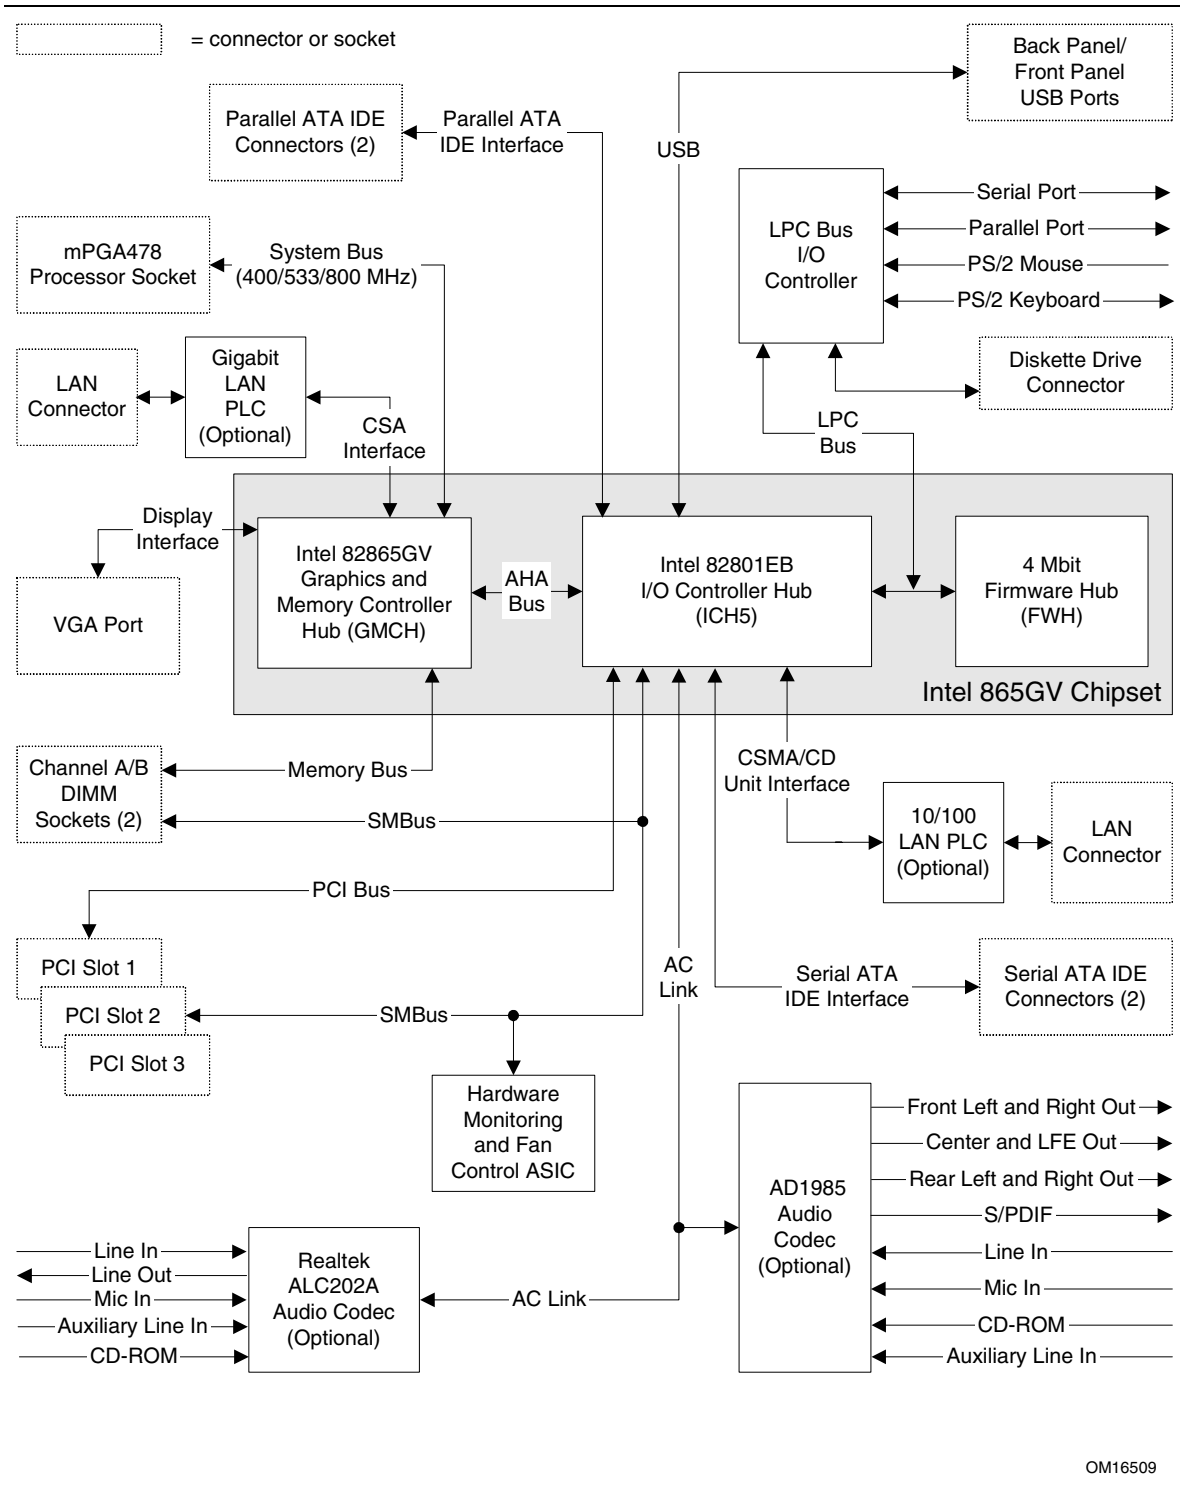 = connector or socket
Back Panel/
Front Panel
USB Ports
Parallel ATA IDE
Connectors (2)
Parallel ATA
IDE Interface
USB
LPC Bus
I/O
Controller
Serial Port
Parallel Port
PS/2 Mouse
PS/2 Keyboard
mPGA478
Processor Socket
System Bus
(400/533/800 MHz)
LAN
Connector
Gigabit
LAN
PLC
(Optional)
CSA
Interface
Diskette Drive
Connector
LPC
Bus
Display
Interface
VGA Port
Intel 82865GV
Graphics and
Memory Controller
Hub (GMCH)
AHA
Bus
Intel 82801EB
I/O Controller Hub
(ICH5)
4 Mbit
Firmware Hub
(FWH)
Intel 865GV Chipset
Channel A/B
DIMM
Sockets (2)
Memory Bus
SMBus
CSMA/CD
Unit Interface
10/100
LAN PLC
(Optional)
LAN
Connector
PCI Bus
PCI Slot 1
PCI Slot 2
PCI Slot 3
SMBus
AC
Link
Serial ATA
IDE Interface
Serial ATA IDE
Connectors (2)
Hardware
Monitoring
and Fan
Control ASIC
AD1985
Audio
Codec
(Optional)
Front Left and Right Out
Center and LFE Out
Rear Left and Right Out
S/PDIF
Line In
Mic In
CD-ROM
Auxiliary Line In
Line In
Line Out
Mic In
Auxiliary Line In
CD-ROM
Realtek
ALC202A
Audio Codec
(Optional)
AC Link
OM16509